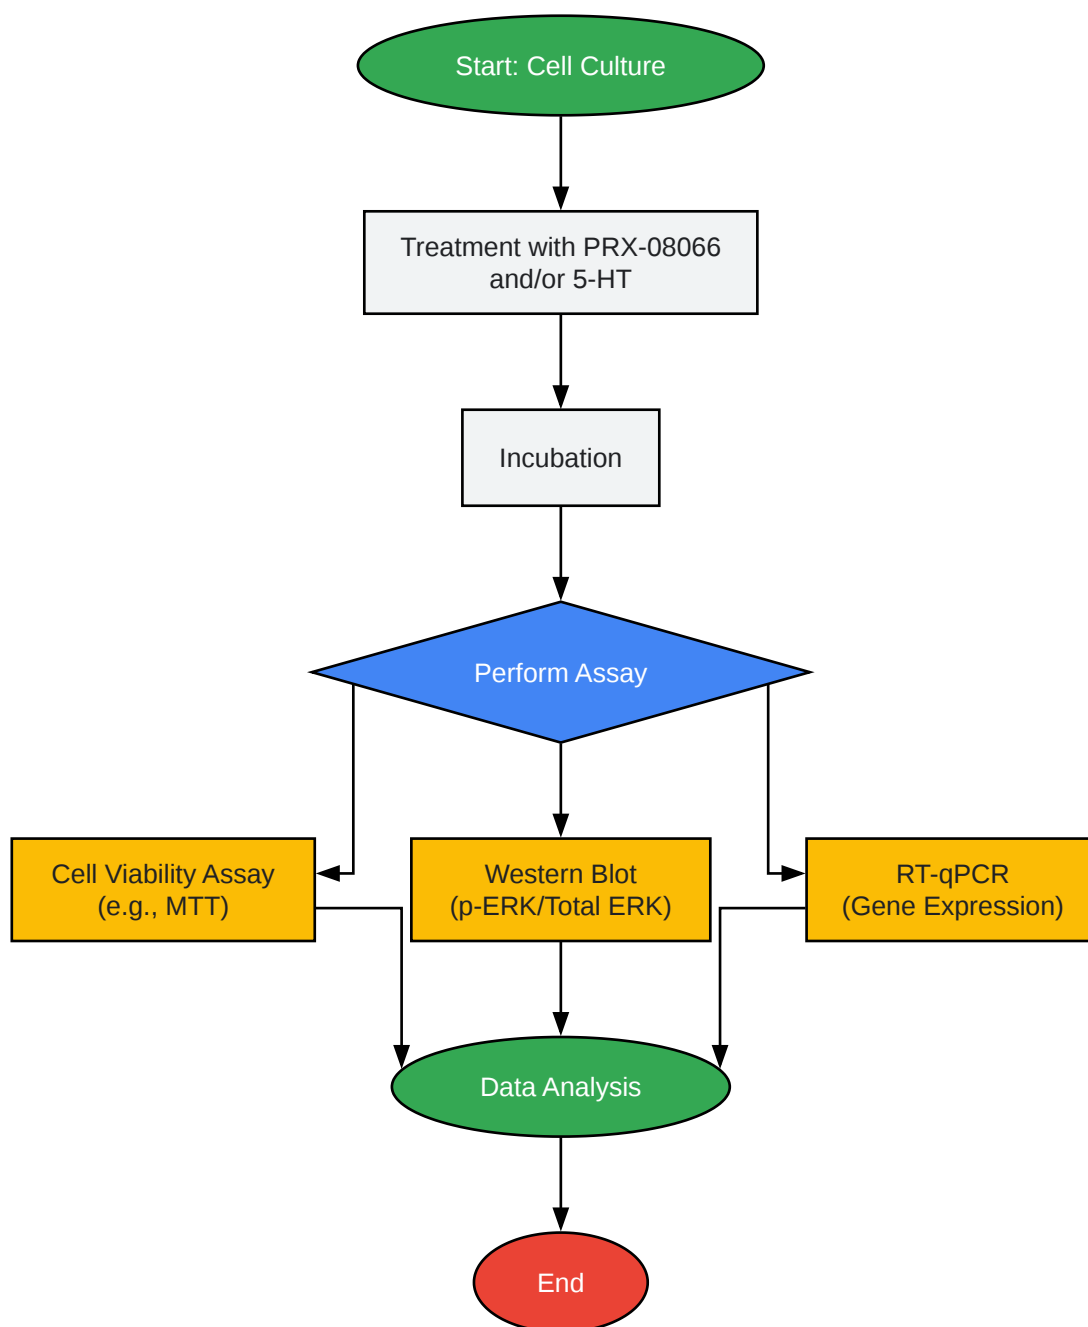 Start: Cell Culture
Treatment with PRX-08066
and/or 5-HT
Incubation
Perform Assay
Cell Viability Assay
(e.g., MTT)
Western Blot
(p-ERK/Total ERK)
RT-qPCR
(Gene Expression)
Data Analysis
End